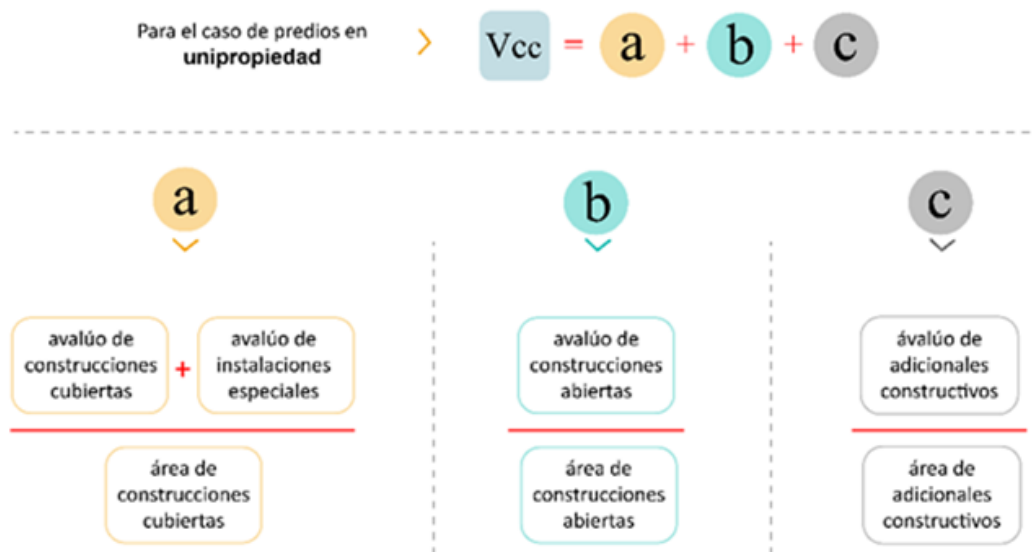 Para el caso de predios en
unipropiedad
>
Vcc = a + b + c
a
b
c
avalúo de
construcciones
cubiertas
+
avalúo de
instalaciones
especiales
área de
construcciones
cubiertas
avalúo de
construcciones
abiertas
área de
construcciones
abiertas
ávalúo de
adicionales
constructivos
área de
adicionales
constructivos